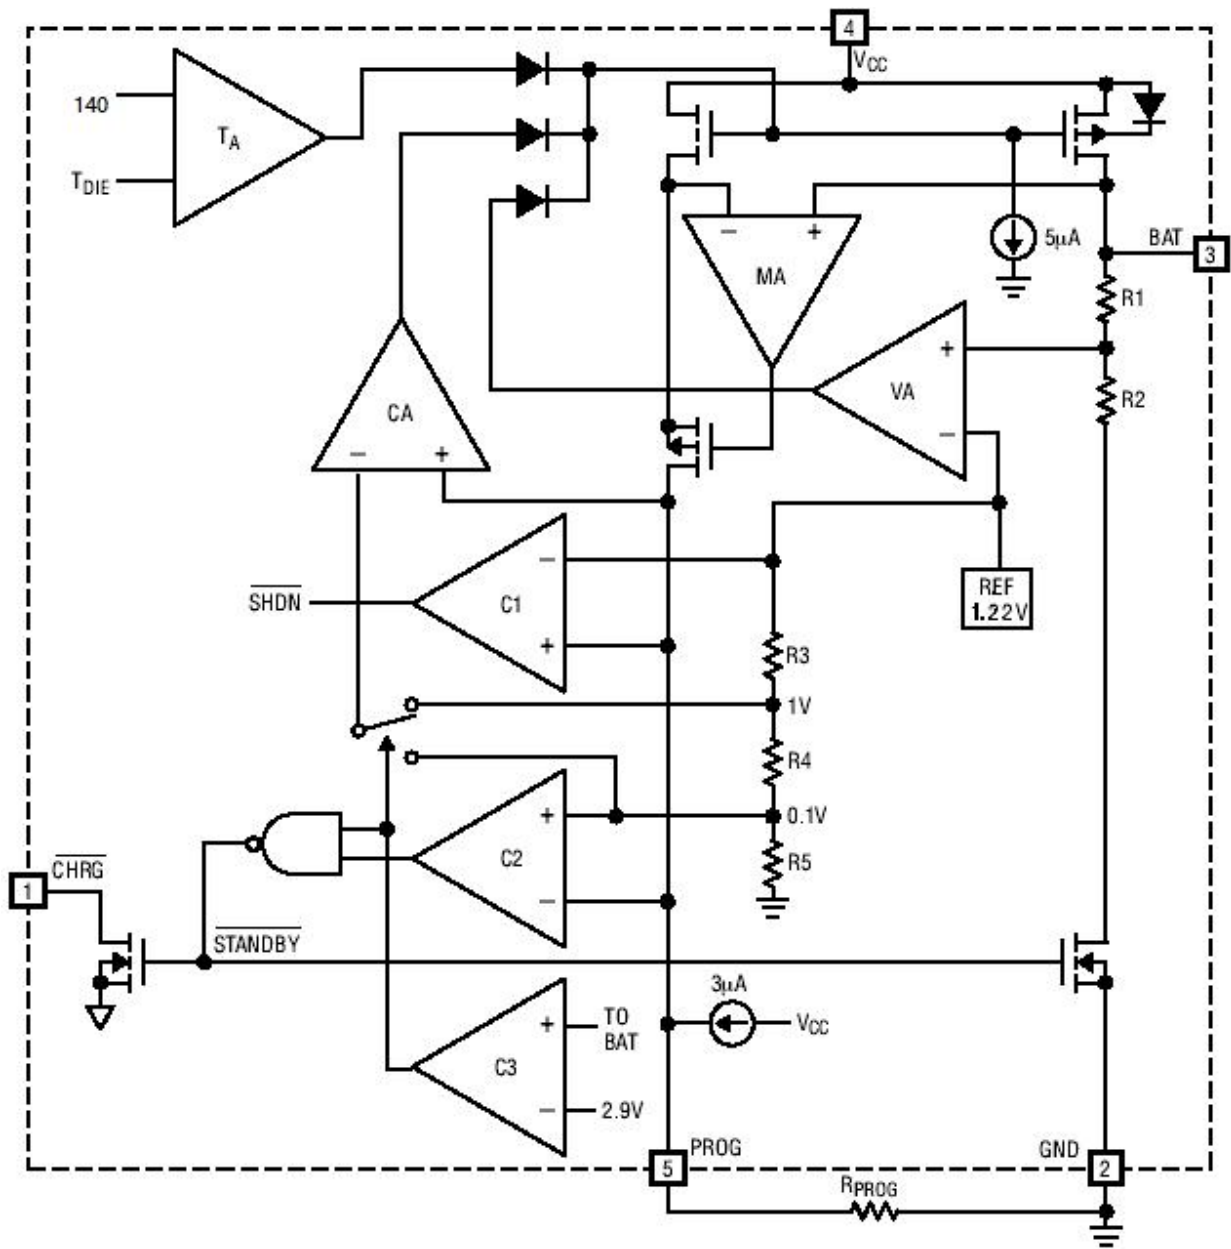 4
VCC
140
TA
TDIE
5µA
BAT
3
− +
MA
R1
+
VA
−
R2
CA
− +
−
SHDN
C1
+
REF
1.22V
R3
1V
R4
+
0.1V
C2
R5
−
CHRG
1
STANDBY
3µA
+
TO
BAT
VCC
C3
−
2.9V
PROG
GND
5
2
RPROG